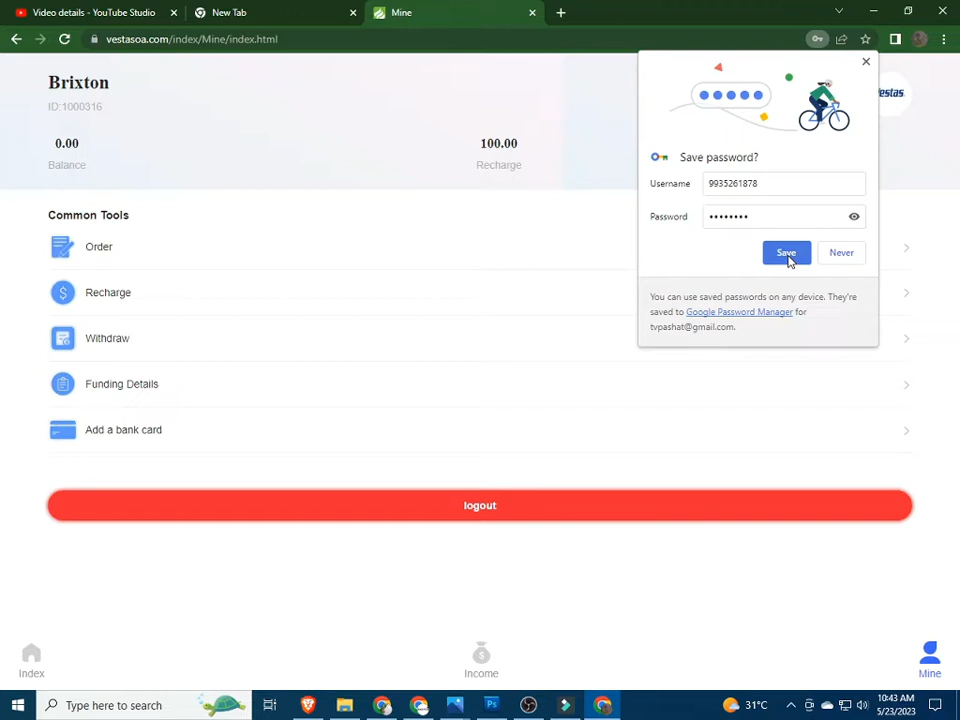 Video details - YouTube Studio
New Tab
Mine
vestasoa.com/index/Mine/index.html
Brixton
ID:1000316
0.00
100.00
Balance
Recharge
estas
Save password?
Username 9935261878
Password ••••••••
Save
Never
You can use saved passwords on any device. They're
saved to Google Password Manager for
tvpashat@gmail.com.
Common Tools
Order
Recharge
Withdraw
Funding Details
Add a bank card
logout
Index
Income
Mine
Type here to search
Ps
31°C
10:43 AM
5/23/2023